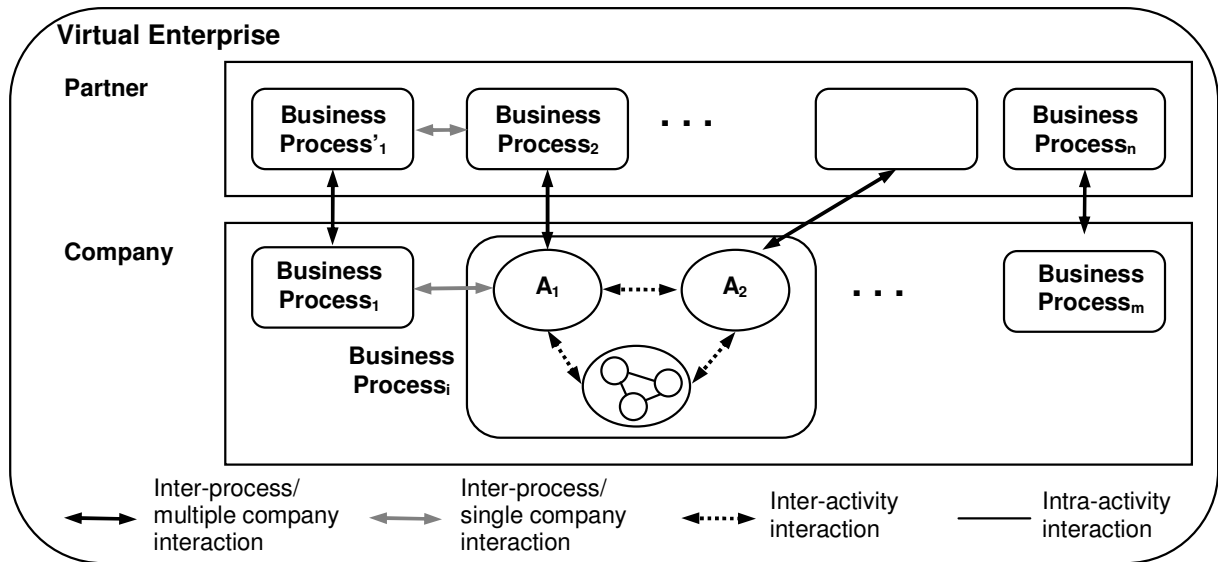 Virtual Enterprise
Partner
Business
Process'₁
Business
Process₂
. . .
Business
Processₙ
Company
Business
Process₁
A₁
A₂
. . .
Business
Processₘ
Business
Processᵢ
Inter-process/
multiple company
interaction
Inter-process/
single company
interaction
Inter-activity
interaction
Intra-activity
interaction